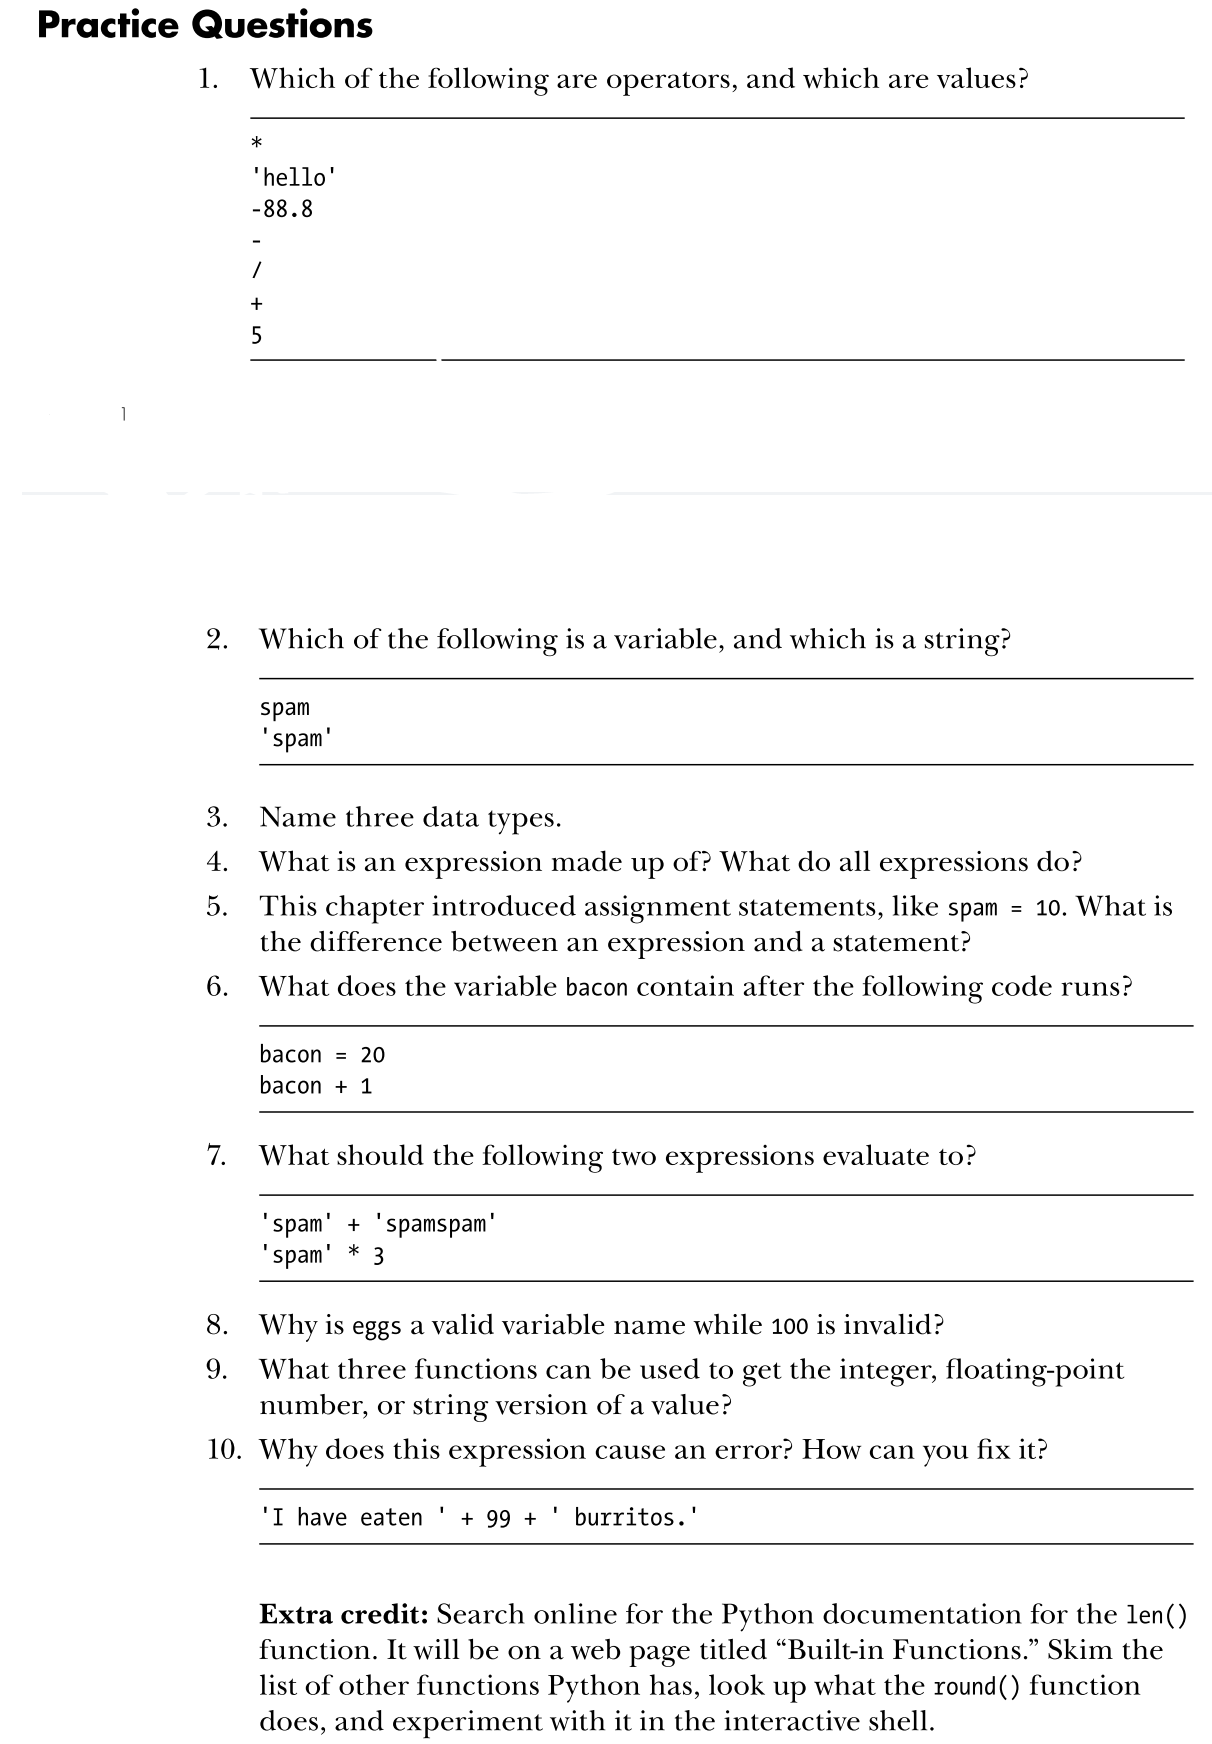 Practice Questions
1. Which of the following are operators, and which are values?
*
'hello'
-88.8
-
/
+
5
1
2. Which of the following is a variable, and which is a string?
spam
'spam'
3. Name three data types.
4. What is an expression made up of? What do all expressions do?
5. This chapter introduced assignment statements, like spam = 10. What is
the difference between an expression and a statement?
6. What does the variable bacon contain after the following code runs?
bacon = 20
bacon + 1
7. What should the following two expressions evaluate to?
'spam' + 'spamspam'
'spam' * 3
8. Why is eggs a valid variable name while 100 is invalid?
9. What three functions can be used to get the integer, floating-point
number, or string version of a value?
10. Why does this expression cause an error? How can you fix it?
'I have eaten ' + 99 + ' burritos.'
Extra credit: Search online for the Python documentation for the len()
function. It will be on a web page titled “Built-in Functions.” Skim the
list of other functions Python has, look up what the round() function
does, and experiment with it in the interactive shell.